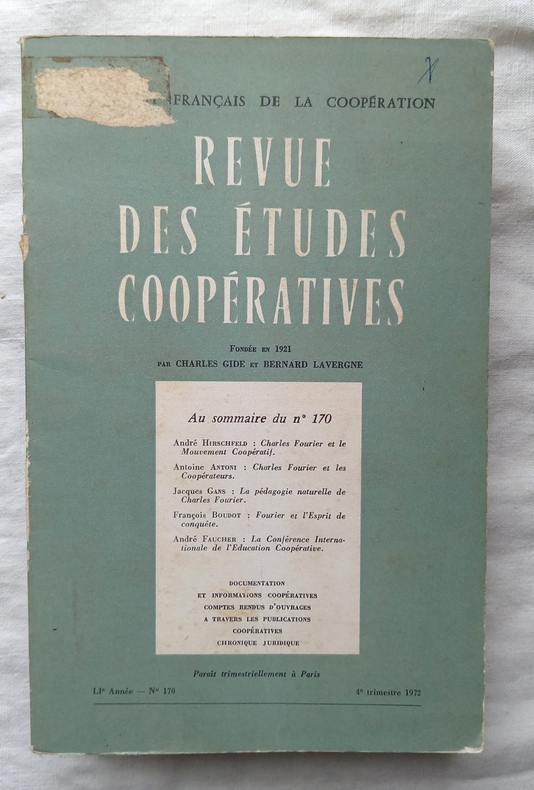 FRANÇAIS DE LA COOPÉRATION
REVUE
DES ÉTUDES
COOPÉRATIVES
FONDÉE EN 1921
PAR CHARLES GIDE ET BERNARD LAVERGNE
Au sommaire du n° 170
André HIRSCHFELD : Charles Fourier et le
Mouvement Coopératif.
Antoine ANTONI : Charles Fourier et les
Coopérateurs.
Jacques GANS : La pédagogie naturelle de
Charles Fourier.
François BOUDOT : Fourier et l'Esprit de
conquête.
André FAUCHER : La Conférence Interna-
tionale de l'Education Coopérative.
DOCUMENTATION
ET INFORMATIONS COOPÉRATIVES
COMPTES RENDUS D'OUVRAGES
A TRAVERS LES PUBLICATIONS
COOPÉRATIVES
CHRONIQUE JURIDIQUE
Paraît trimestriellement à Paris
LIe Année — N° 170
4e trimestre 1972